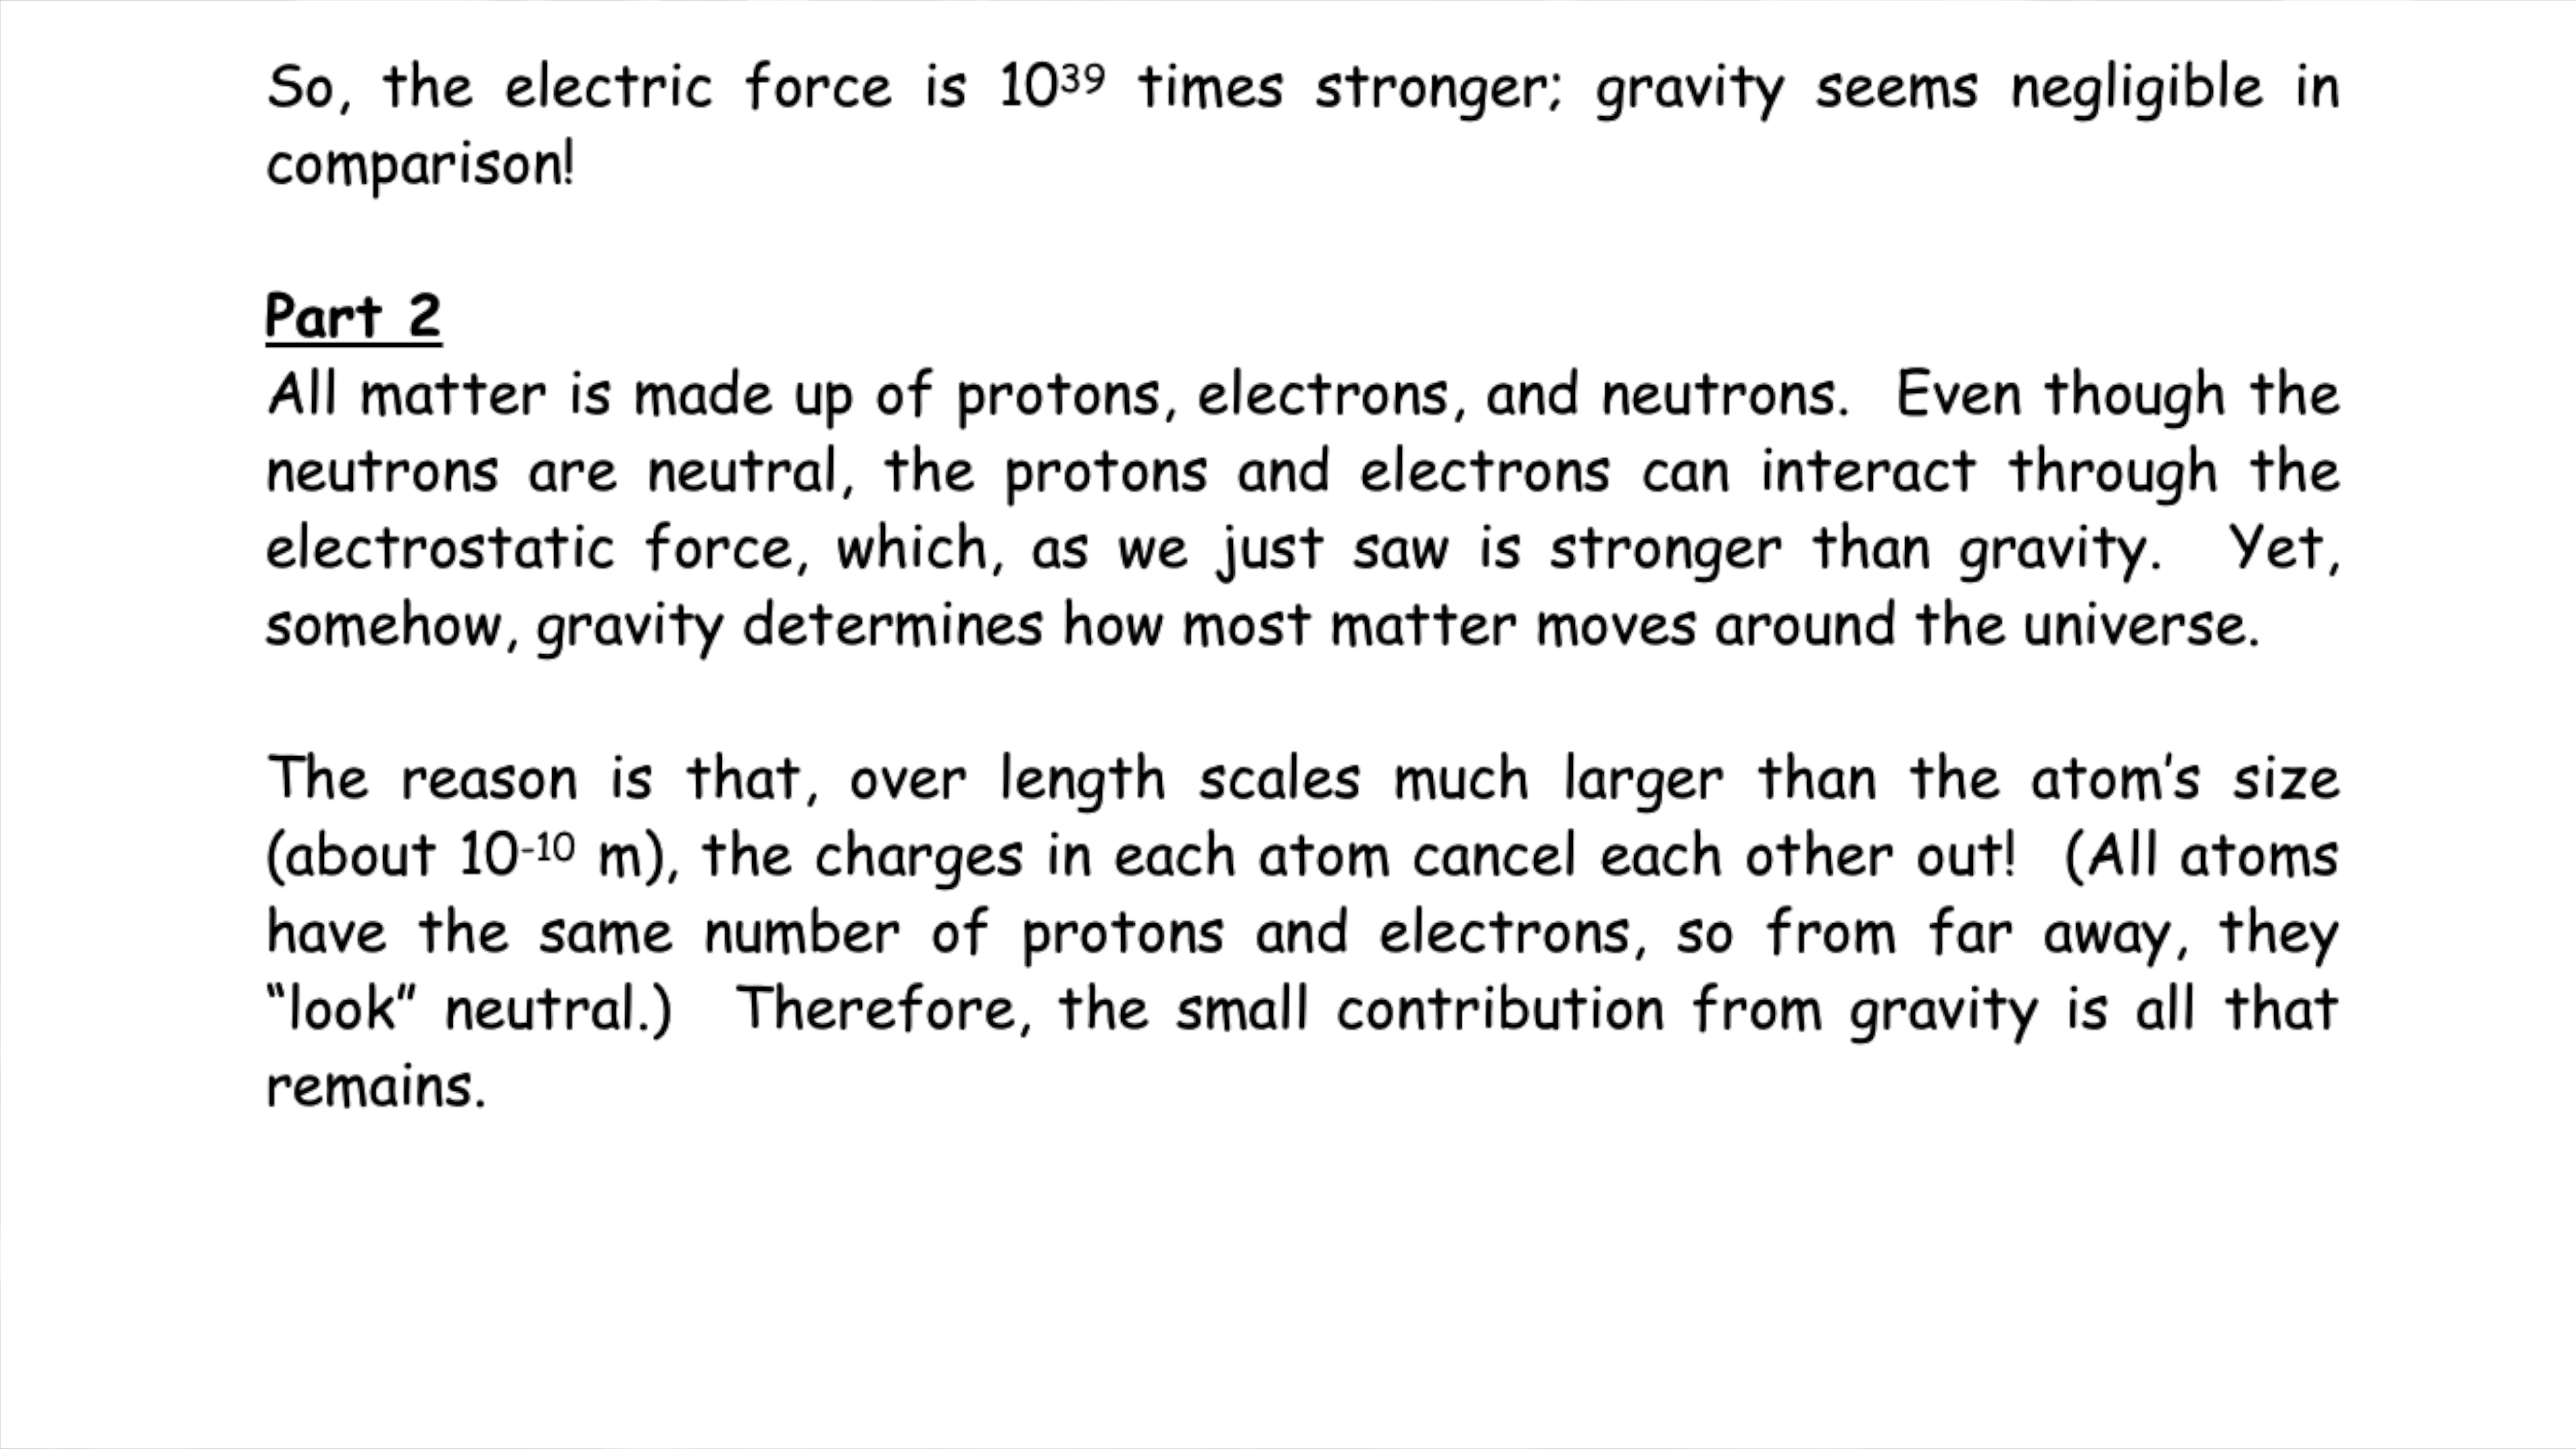 So, the electric force is 10³⁹ times stronger; gravity seems negligible in
comparison!
Part 2
All matter is made up of protons, electrons, and neutrons. Even though the
neutrons are neutral, the protons and electrons can interact through the
electrostatic force, which, as we just saw is stronger than gravity. Yet,
somehow, gravity determines how most matter moves around the universe.
The reason is that, over length scales much larger than the atom's size
(about 10⁻¹⁰ m), the charges in each atom cancel each other out! (All atoms
have the same number of protons and electrons, so from far away, they
“look” neutral.) Therefore, the small contribution from gravity is all that
remains.